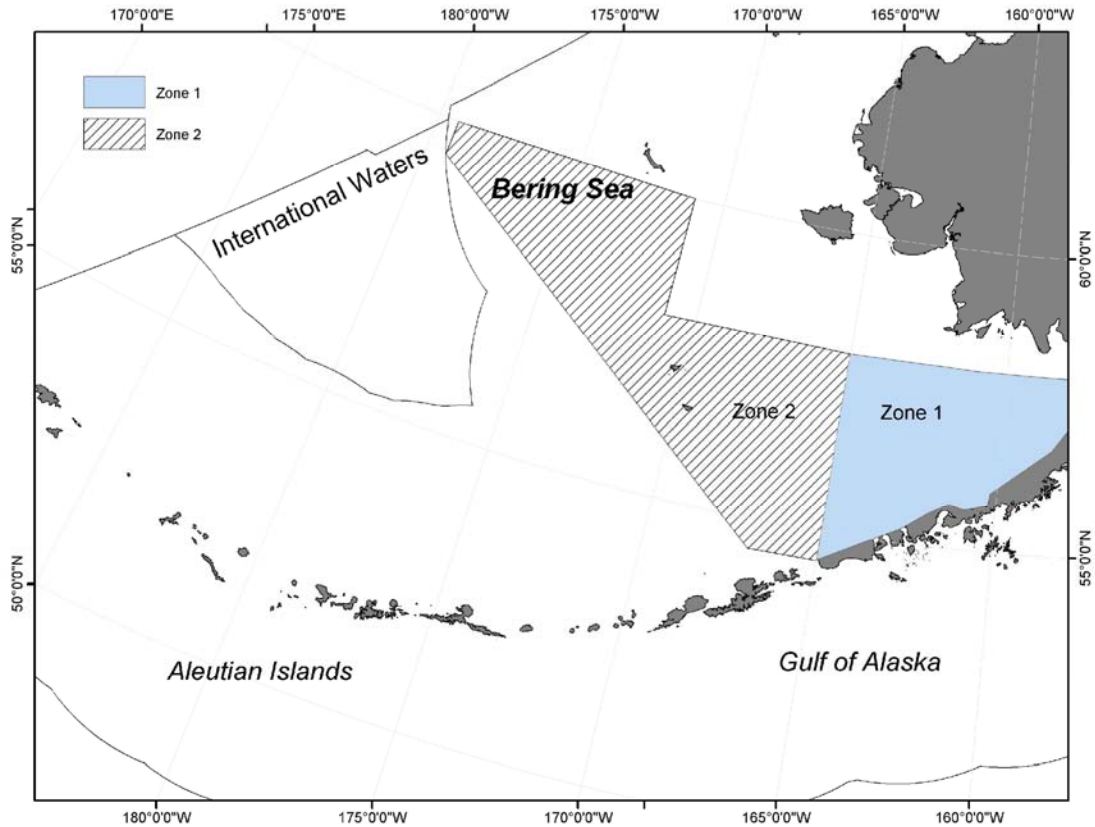 170°0'0"E 175°0'0"E 180°0'0"W 175°0'0"W 170°0'0"W 165°0'0"W 160°0'0"W
Zone 1
Zone 2
International Waters
Bering Sea
55°0'0"N
60°0'0"N
Zone 2
Zone 1
50°0'0"N
55°0'0"N
Aleutian Islands
Gulf of Alaska
180°0'0"W 175°0'0"W 170°0'0"W 165°0'0"W 160°0'0"W